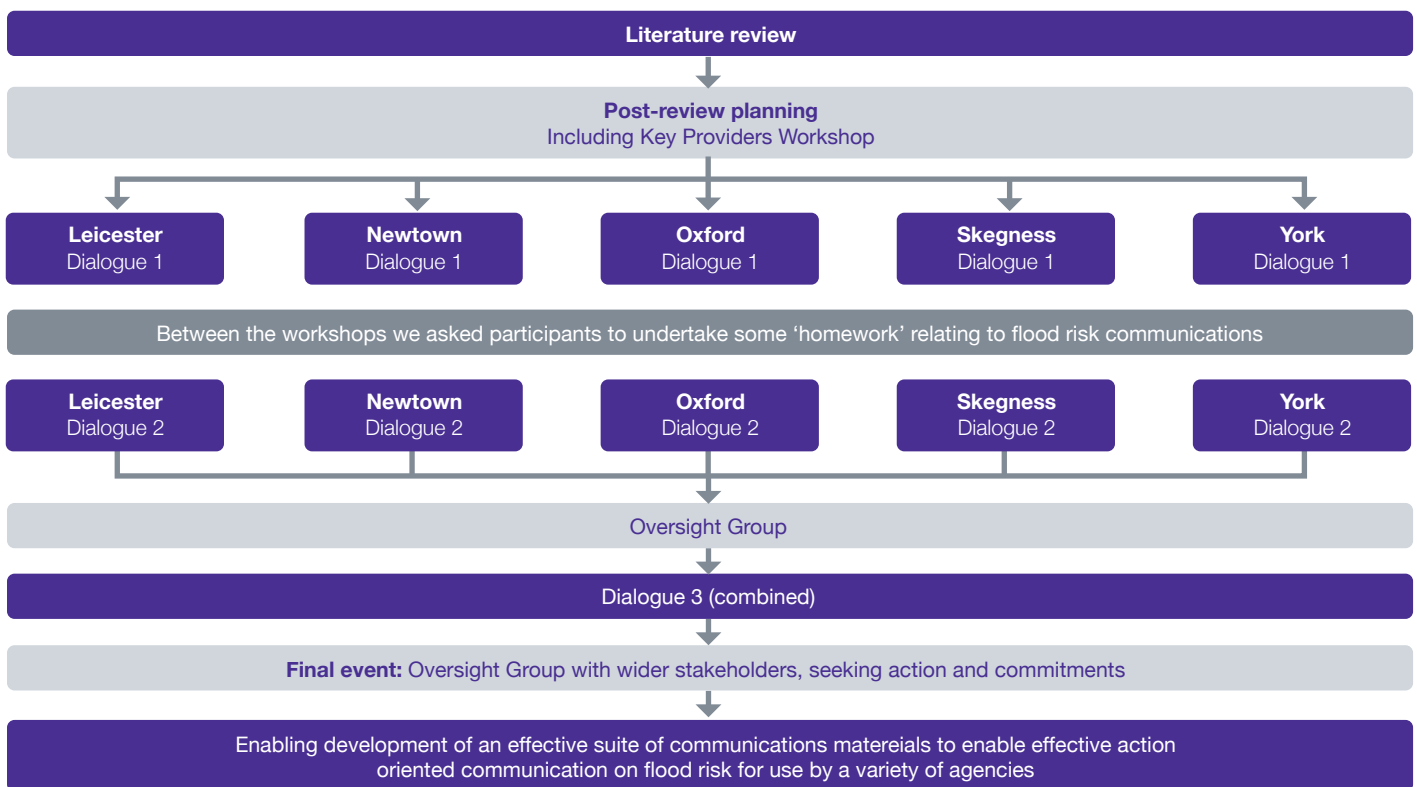 Literature review
Post-review planning
Including Key Providers Workshop
Leicester
Dialogue 1
Newtown
Dialogue 1
Oxford
Dialogue 1
Skegness
Dialogue 1
York
Dialogue 1
Between the workshops we asked participants to undertake some ‘homework’ relating to flood risk communications
Leicester
Dialogue 2
Newtown
Dialogue 2
Oxford
Dialogue 2
Skegness
Dialogue 2
York
Dialogue 2
Oversight Group
Dialogue 3 (combined)
Final event: Oversight Group with wider stakeholders, seeking action and commitments
Enabling development of an effective suite of communications matereials to enable effective action
oriented communication on flood risk for use by a variety of agencies